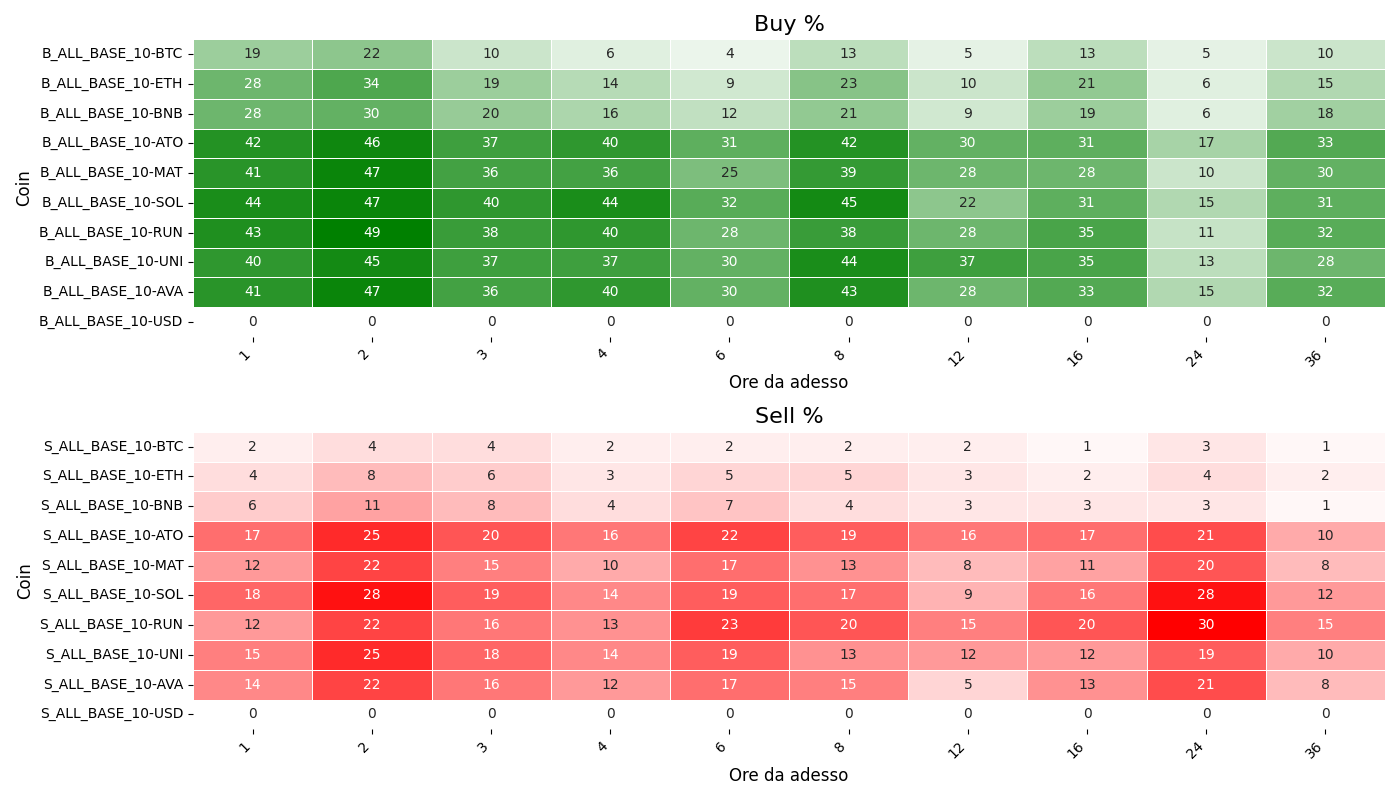 Buy %
Coin
B_ALL_BASE_10-BTC 19 22 10 6 4 13 5 13 5 10
B_ALL_BASE_10-ETH 28 34 19 14 9 23 10 21 6 15
B_ALL_BASE_10-BNB 28 30 20 16 12 21 9 19 6 18
B_ALL_BASE_10-ATO 42 46 37 40 31 42 30 31 17 33
B_ALL_BASE_10-MAT 41 47 36 36 25 39 28 28 10 30
B_ALL_BASE_10-SOL 44 47 40 44 32 45 22 31 15 31
B_ALL_BASE_10-RUN 43 49 38 40 28 38 28 35 11 32
B_ALL_BASE_10-UNI 40 45 37 37 30 44 37 35 13 28
B_ALL_BASE_10-AVA 41 47 36 40 30 43 28 33 15 32
B_ALL_BASE_10-USD 0 0 0 0 0 0 0 0 0 0
1 2 3 4 6 8 12 16 24 36
Ore da adesso
Sell %
Coin
S_ALL_BASE_10-BTC 2 4 4 2 2 2 2 1 3 1
S_ALL_BASE_10-ETH 4 8 6 3 5 5 3 2 4 2
S_ALL_BASE_10-BNB 6 11 8 4 7 4 3 3 3 1
S_ALL_BASE_10-ATO 17 25 20 16 22 19 16 17 21 10
S_ALL_BASE_10-MAT 12 22 15 10 17 13 8 11 20 8
S_ALL_BASE_10-SOL 18 28 19 14 19 17 9 16 28 12
S_ALL_BASE_10-RUN 12 22 16 13 23 20 15 20 30 15
S_ALL_BASE_10-UNI 15 25 18 14 19 13 12 12 19 10
S_ALL_BASE_10-AVA 14 22 16 12 17 15 5 13 21 8
S_ALL_BASE_10-USD 0 0 0 0 0 0 0 0 0 0
1 2 3 4 6 8 12 16 24 36
Ore da adesso